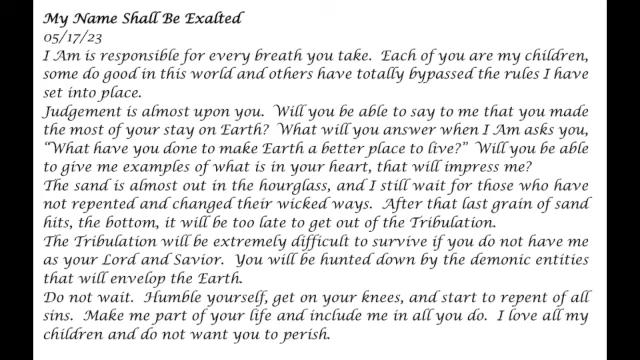 My Name Shall Be Exalted
05/17/23
I Am is responsible for every breath you take. Each of you are my children,
some do good in this world and others have totally bypassed the rules I have
set into place.
Judgement is almost upon you. Will you be able to say to me that you made
the most of your stay on Earth? What will you answer when I Am asks you,
“What have you done to make Earth a better place to live?” Will you be able
to give me examples of what is in your heart, that will impress me?
The sand is almost out in the hourglass, and I still wait for those who have
not repented and changed their wicked ways. After that last grain of sand
hits, the bottom, it will be too late to get out of the Tribulation.
The Tribulation will be extremely difficult to survive if you do not have me
as your Lord and Savior. You will be hunted down by the demonic entities
that will envelop the Earth.
Do not wait. Humble yourself, get on your knees, and start to repent of all
sins. Make me part of your life and include me in all you do. I love all my
children and do not want you to perish.